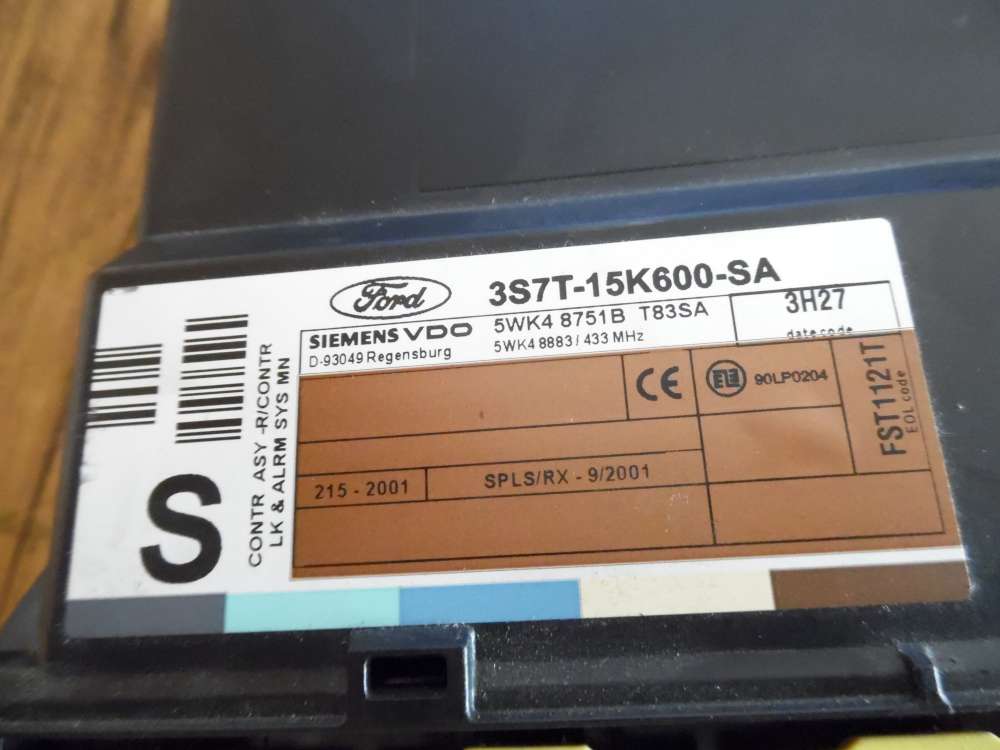 Ford
3S7T-15K600-SA
SIEMENS VDO
5WK4 8751B T83SA
3H27
D-93049 Regensburg
5WK4 8883 / 433 MHz
date code
CE
90LP0204
FST1121T
EOL code
215 - 2001
SPLS/RX - 9/2001
CONTR ASY -R/CONTR
LK & ALRM SYS MN
S